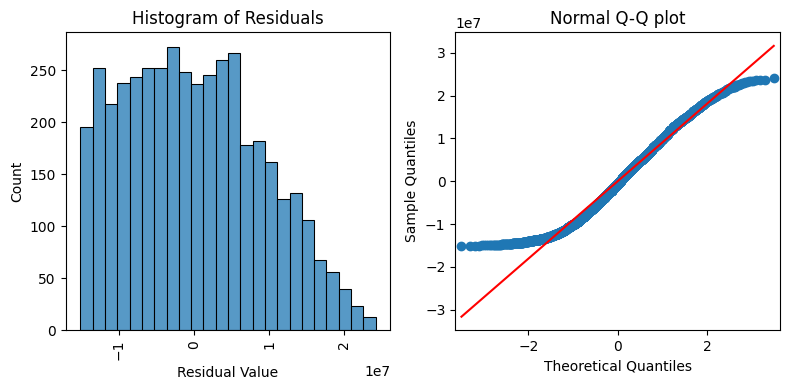 Histogram of Residuals
250
200
150
100
50
0
Count
−1
0
1
2
1e7
Residual Value
Normal Q-Q plot
1e7
3
2
1
0
−1
−2
−3
Sample Quantiles
−2
0
2
Theoretical Quantiles